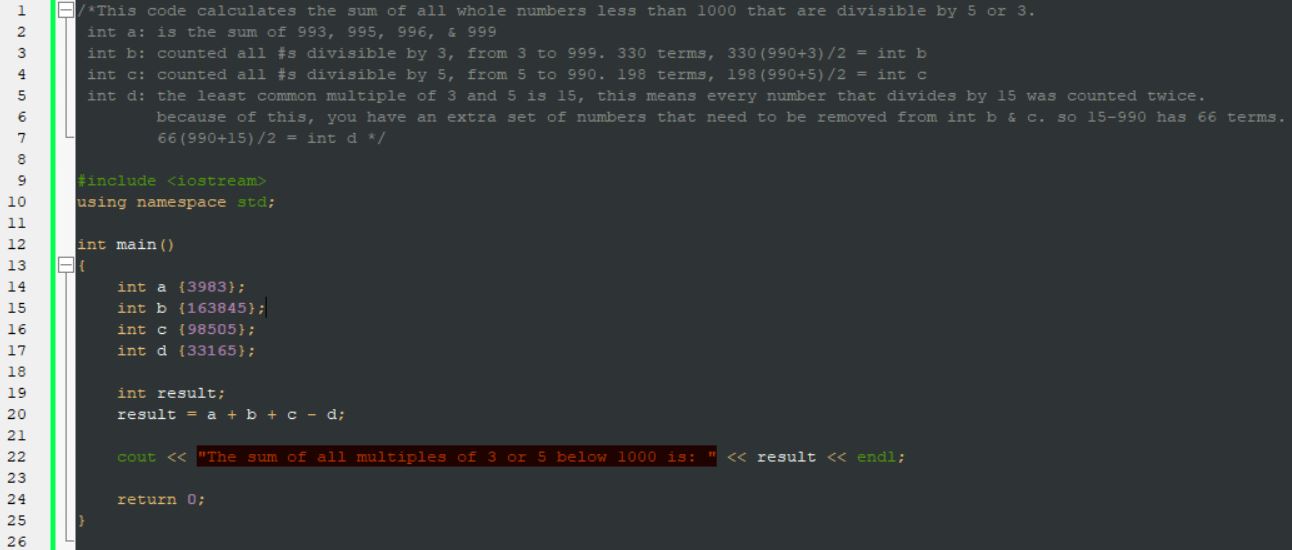 1 /*This code calculates the sum of all whole numbers less than 1000 that are divisible by 5 or 3.
2 int a: is the sum of 993, 995, 996, & 999
3 int b: counted all #s divisible by 3, from 3 to 999. 330 terms, 330(990+3)/2 = int b
4 int c: counted all #s divisible by 5, from 5 to 990. 198 terms, 198(990+5)/2 = int c
5 int d: the least common multiple of 3 and 5 is 15, this means every number that divides by 15 was counted twice.
6 because of this, you have an extra set of numbers that need to be removed from int b & c. so 15-990 has 66 terms.
7 66(990+15)/2 = int d */
8
9 #include <iostream>
10 using namespace std;
11
12 int main()
13 {
14 int a {3983};
15 int b {163845};
16 int c {98505};
17 int d {33165};
18
19 int result;
20 result = a + b + c - d;
21
22 cout << "The sum of all multiples of 3 or 5 below 1000 is: " << result << endl;
23
24 return 0;
25 }
26